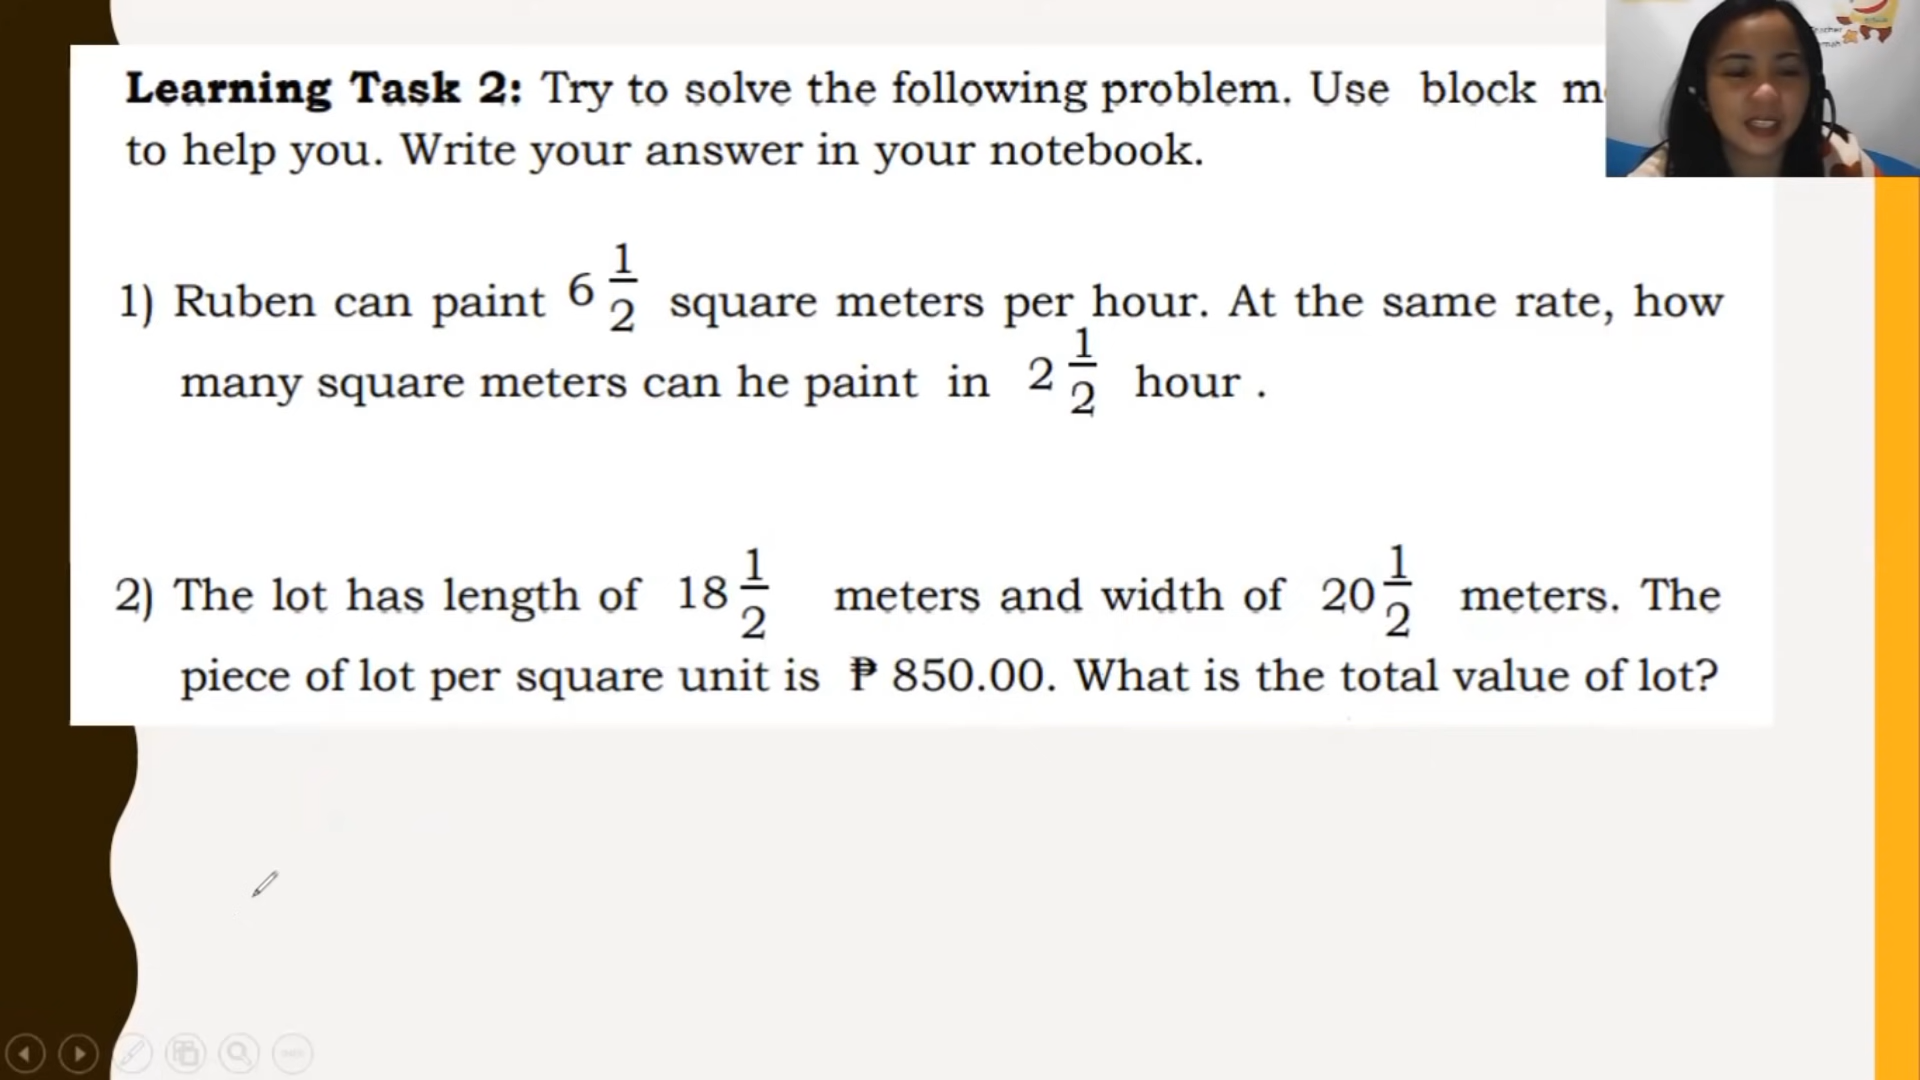 Learning Task 2: Try to solve the following problem. Use block
to help you. Write your answer in your notebook.
1) Ruben can paint 6 1/2 square meters per hour. At the same rate, how
many square meters can he paint in 2 1/2 hour .
2) The lot has length of 18 1/2 meters and width of 20 1/2 meters. The
piece of lot per square unit is ₱ 850.00. What is the total value of lot?